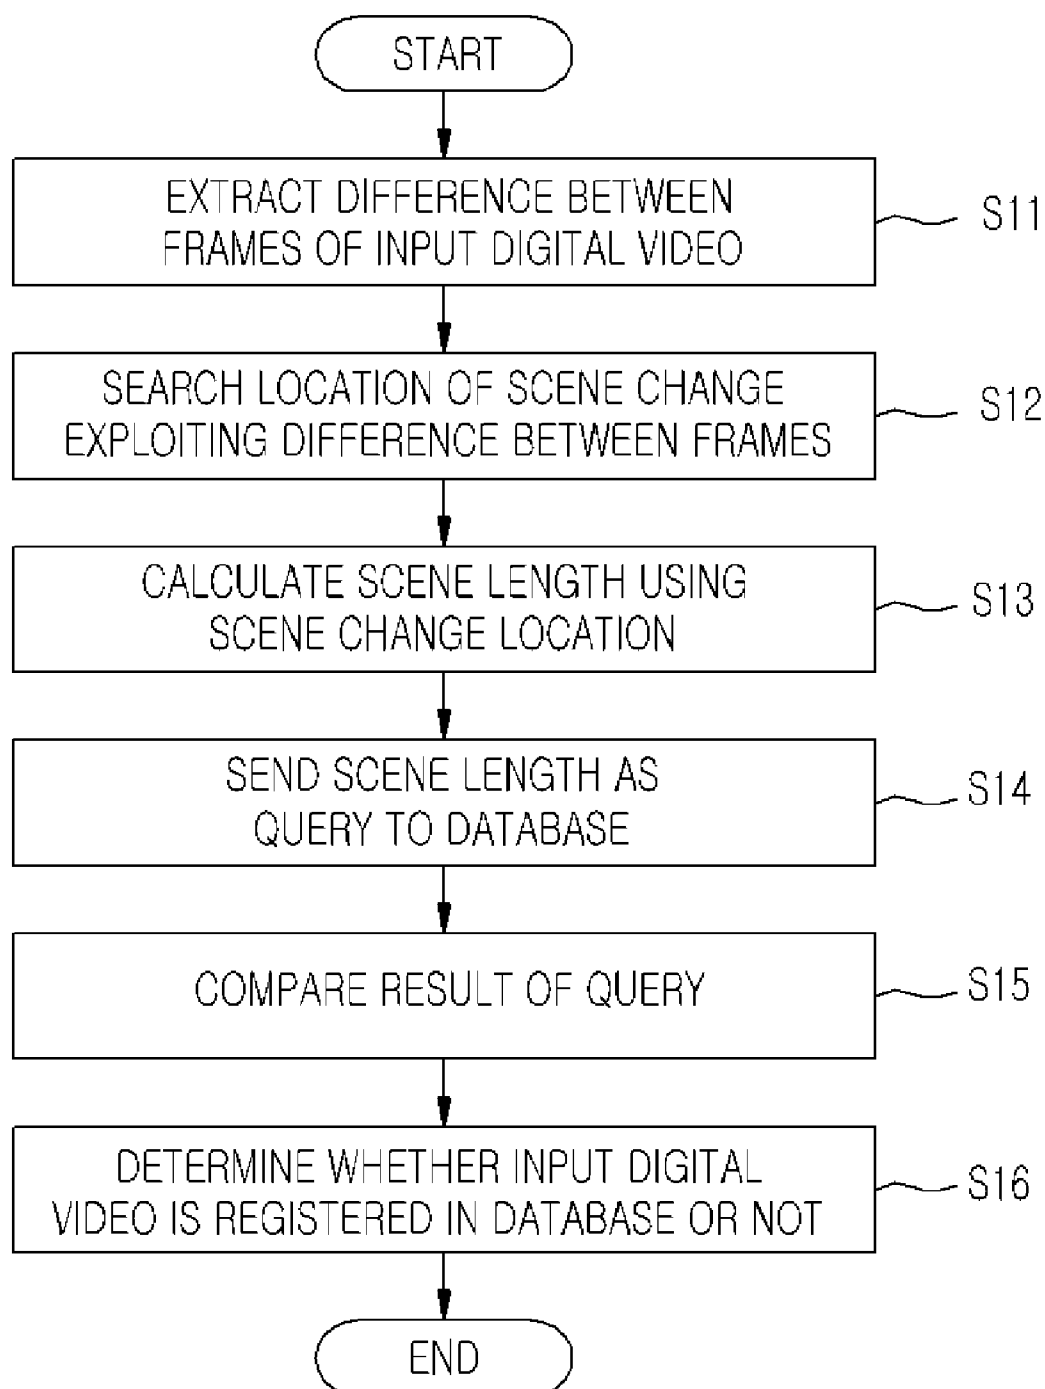 START
EXTRACT DIFFERENCE BETWEEN
FRAMES OF INPUT DIGITAL VIDEO
S11
SEARCH LOCATION OF SCENE CHANGE
EXPLOITING DIFFERENCE BETWEEN FRAMES
S12
CALCULATE SCENE LENGTH USING
SCENE CHANGE LOCATION
S13
SEND SCENE LENGTH AS
QUERY TO DATABASE
S14
COMPARE RESULT OF QUERY
S15
DETERMINE WHETHER INPUT DIGITAL
VIDEO IS REGISTERED IN DATABASE OR NOT
S16
END